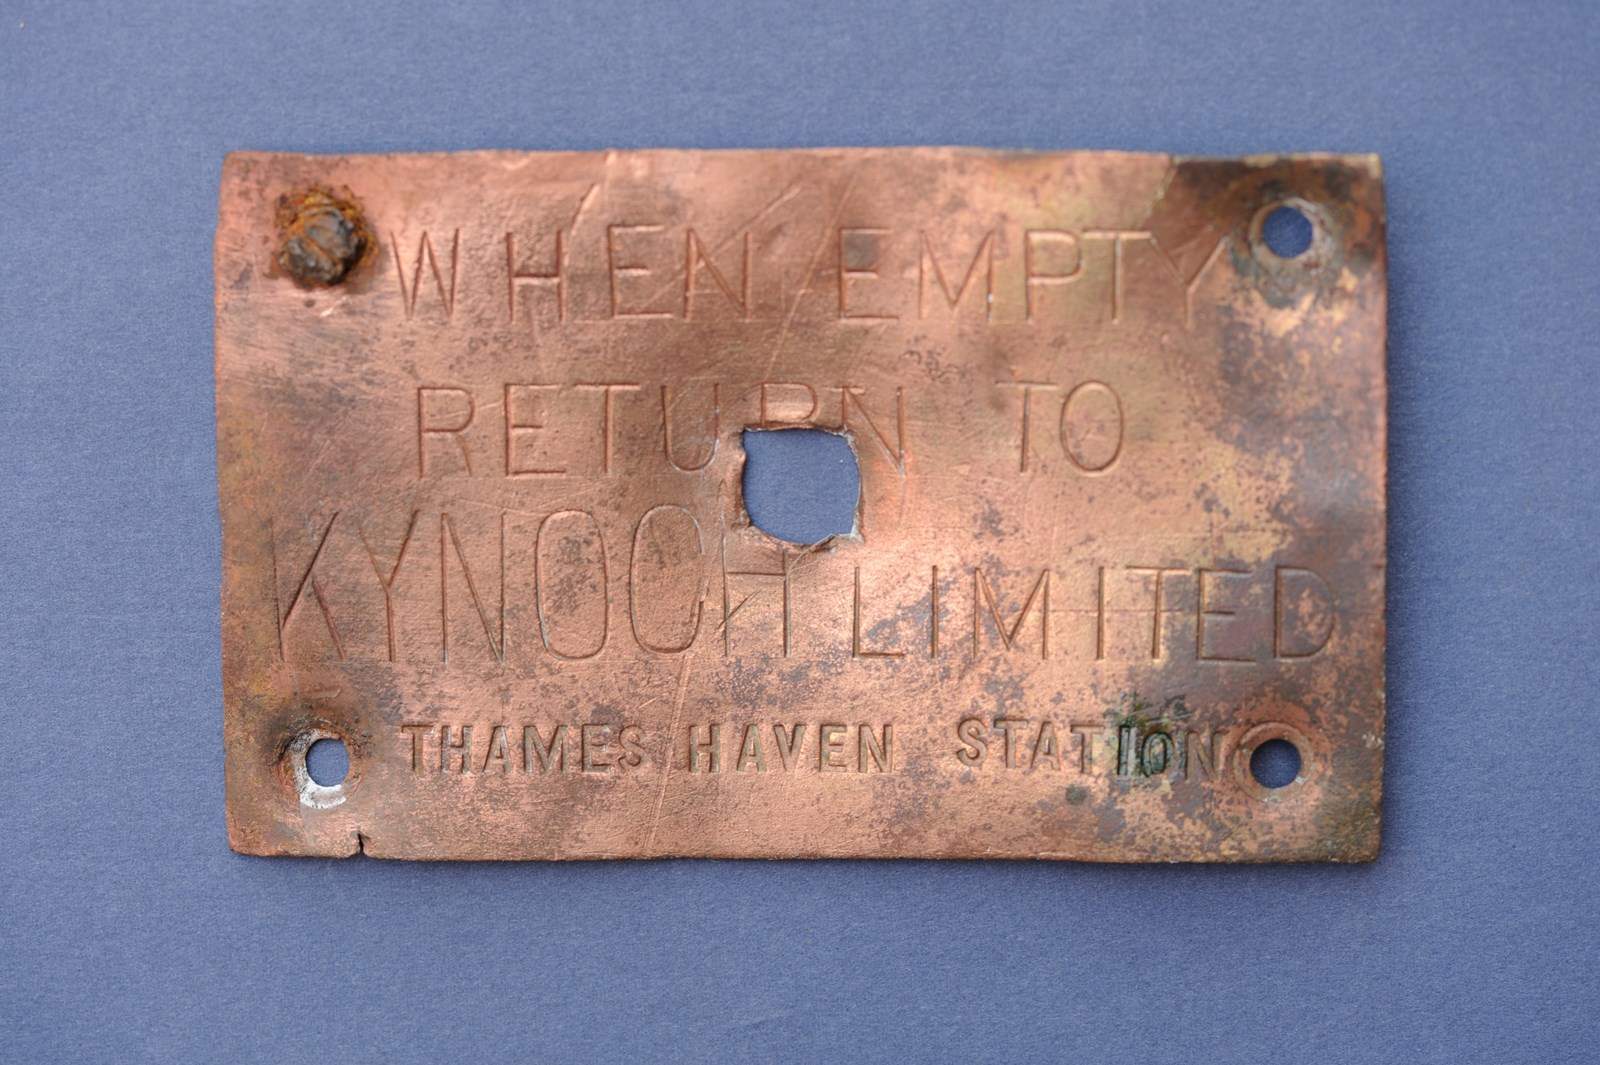 WHEN EMPTY
RETURN TO
KYNOCH LIMITED
THAMES HAVEN STATION